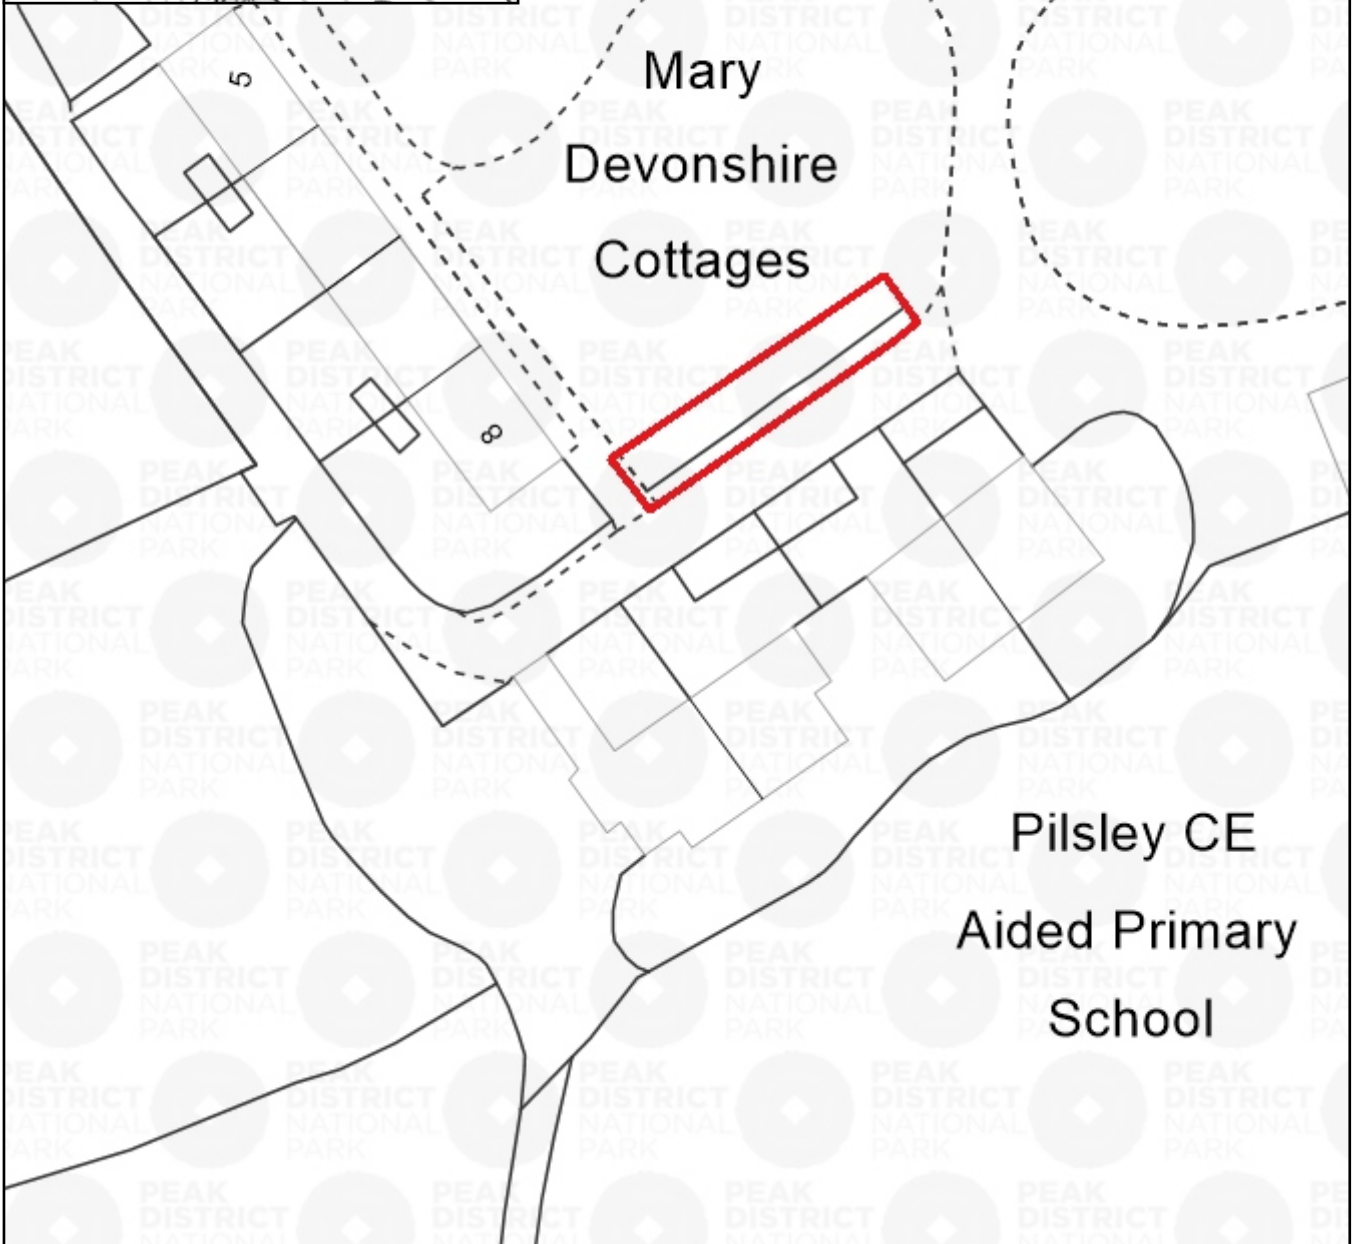 5
Mary
Devonshire
Cottages
8
Pilsley CE
Aided Primary
School
PEAK
DISTRICT
NATIONAL
PARK